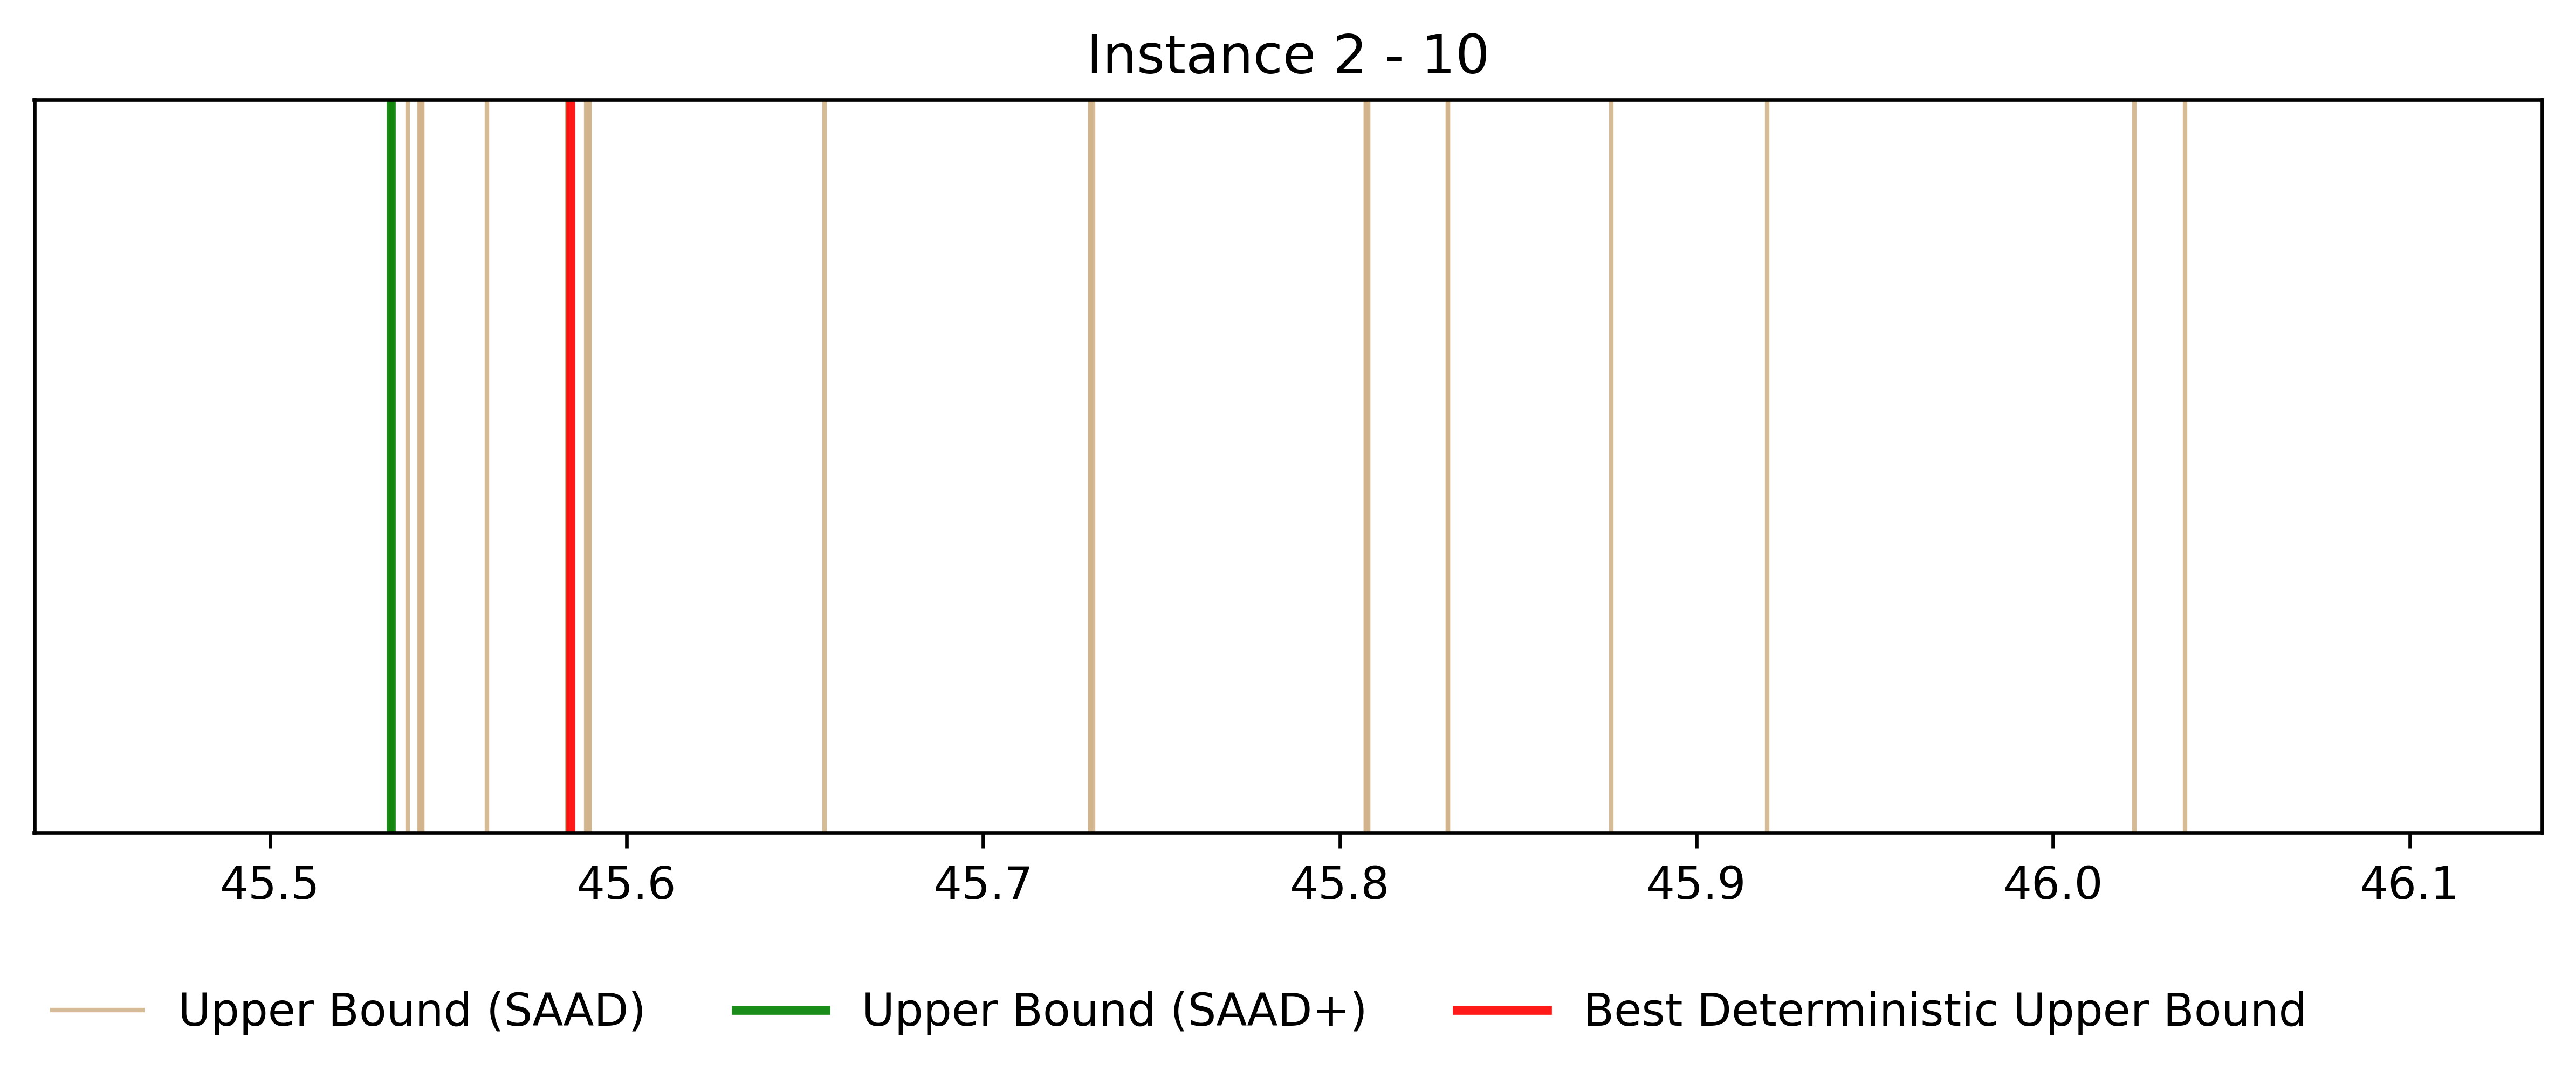 Instance 2 - 10
45.5 45.6 45.7 45.8 45.9 46.0 46.1
Upper Bound (SAAD) Upper Bound (SAAD+) Best Deterministic Upper Bound